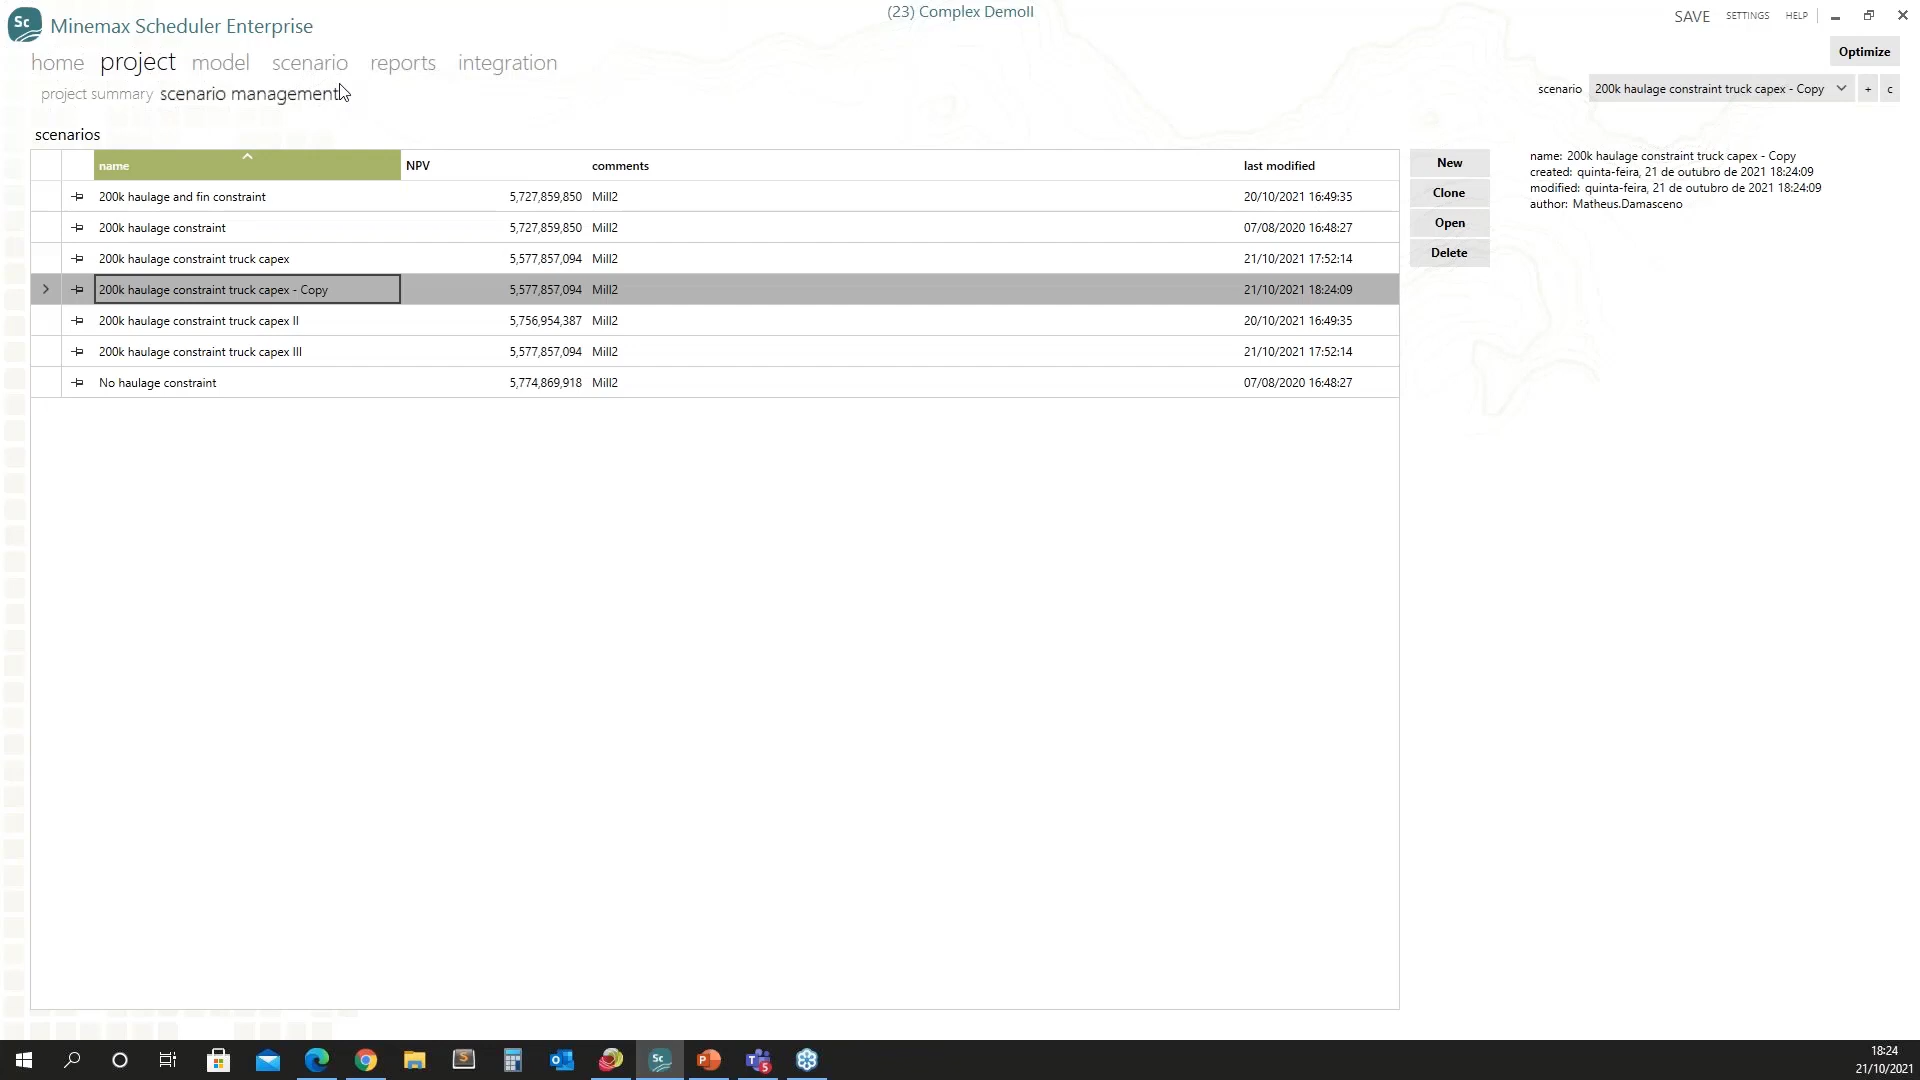 Sc Minemax Scheduler Enterprise
(23) Complex DemoII
SAVE SETTINGS HELP
home project model scenario reports integration
Optimize
project summary scenario management
scenario 200k haulage constraint truck capex - Copy + c
scenarios
name NPV comments last modified
200k haulage and fin constraint 5,727,859,850 Mill2 20/10/2021 16:49:35
200k haulage constraint 5,727,859,850 Mill2 07/08/2020 16:48:27
200k haulage constraint truck capex 5,577,857,094 Mill2 21/10/2021 17:52:14
200k haulage constraint truck capex - Copy 5,577,857,094 Mill2 21/10/2021 18:24:09
200k haulage constraint truck capex II 5,756,954,387 Mill2 20/10/2021 16:49:35
200k haulage constraint truck capex III 5,577,857,094 Mill2 21/10/2021 17:52:14
No haulage constraint 5,774,869,918 Mill2 07/08/2020 16:48:27
New
Clone
Open
Delete
name: 200k haulage constraint truck capex - Copy
created: quinta-feira, 21 de outubro de 2021 18:24:09
modified: quinta-feira, 21 de outubro de 2021 18:24:09
author: Matheus.Damasceno
18:24
21/10/2021